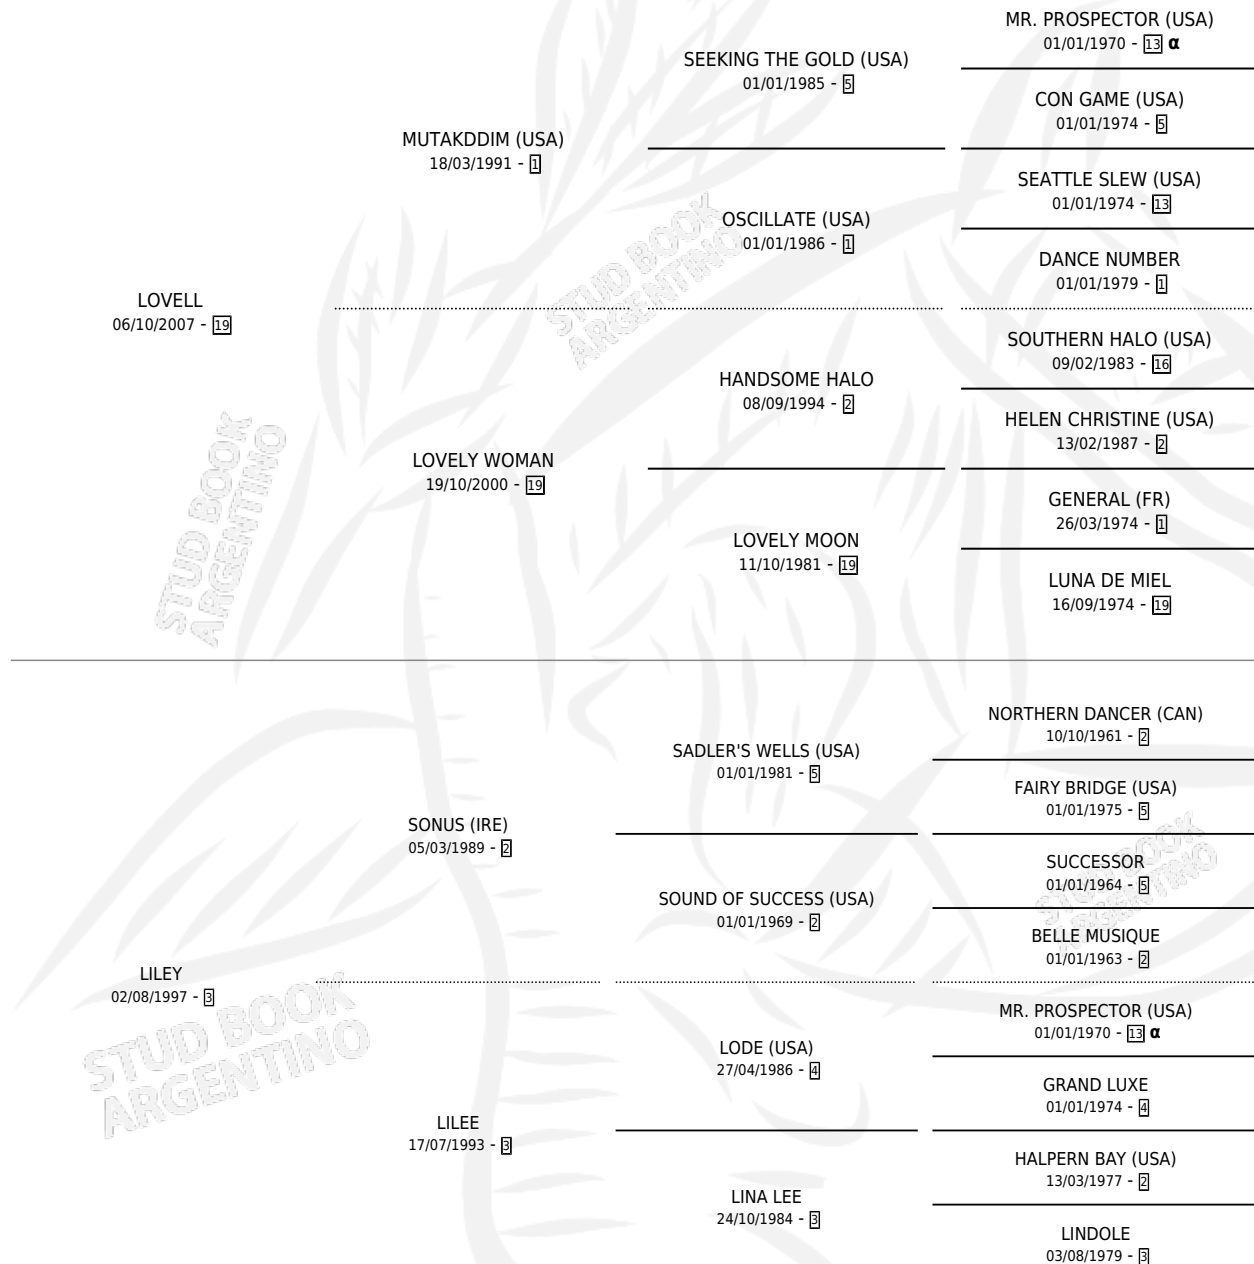 MR. PROSPECTOR (USA)
01/01/1970 - 13 α
SEEKING THE GOLD (USA)
01/01/1985 - 5
CON GAME (USA)
01/01/1974 - 5
MUTAKDDIM (USA)
18/03/1991 - 1
SEATTLE SLEW (USA)
01/01/1974 - 13
OSCILLATE (USA)
01/01/1986 - 1
DANCE NUMBER
01/01/1979 - 1
LOVELL
06/10/2007 - 19
SOUTHERN HALO (USA)
09/02/1983 - 16
HANDSOME HALO
08/09/1994 - 2
HELEN CHRISTINE (USA)
13/02/1987 - 2
LOVELY WOMAN
19/10/2000 - 19
GENERAL (FR)
26/03/1974 - 1
LOVELY MOON
11/10/1981 - 19
LUNA DE MIEL
16/09/1974 - 19
NORTHERN DANCER (CAN)
10/10/1961 - 2
SADLER'S WELLS (USA)
01/01/1981 - 5
FAIRY BRIDGE (USA)
01/01/1975 - 5
SONUS (IRE)
05/03/1989 - 2
SUCCESSOR
01/01/1964 - 5
SOUND OF SUCCESS (USA)
01/01/1969 - 2
BELLE MUSIQUE
01/01/1963 - 2
LILEY
02/08/1997 - 3
MR. PROSPECTOR (USA)
01/01/1970 - 13 α
LODE (USA)
27/04/1986 - 4
GRAND LUXE
01/01/1974 - 4
LILEE
17/07/1993 - 3
HALPERN BAY (USA)
13/03/1977 - 2
LINA LEE
24/10/1984 - 3
LINDOLE
03/08/1979 - 3
STUD BOOK
ARGENTINO
STUD BOOK
ARGENTINO
STUD BOOK
ARGENTINO
STUD BOOK
ARGENTINO